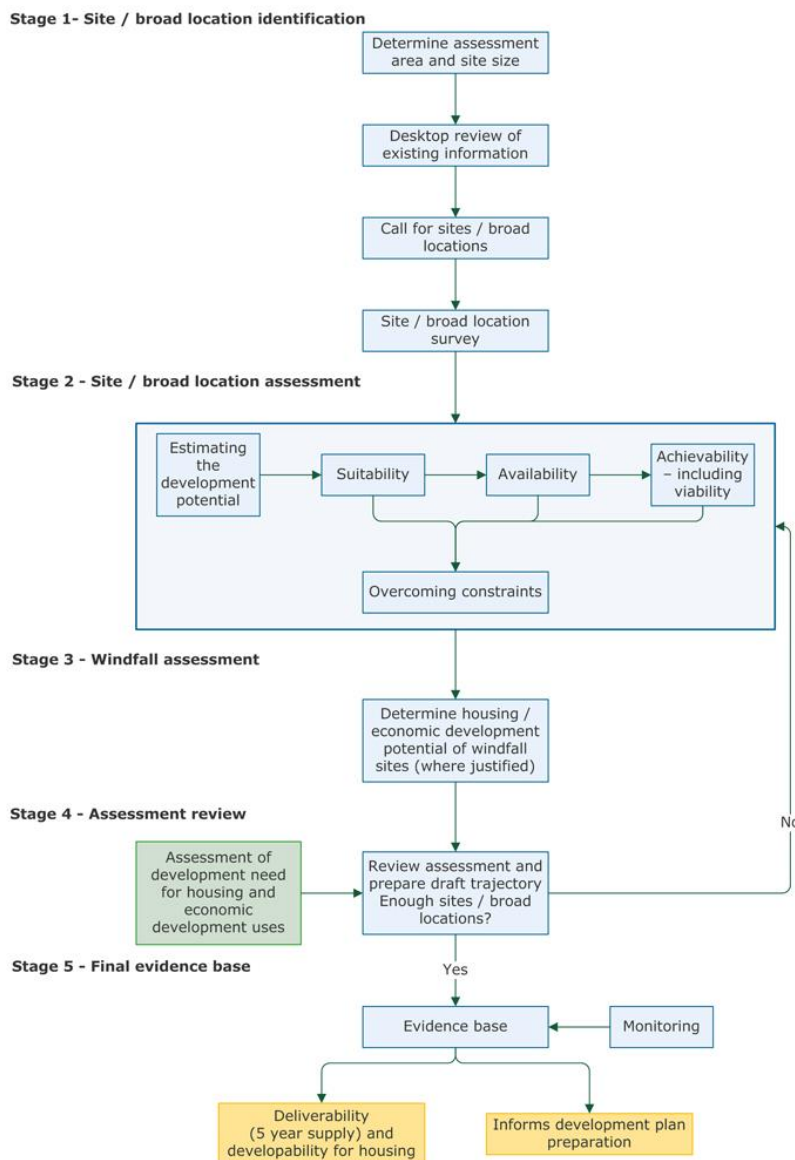 Stage 1- Site / broad location identification
Determine assessment
area and site size
Desktop review of
existing information
Call for sites / broad
locations
Site / broad location
survey
Stage 2 - Site / broad location assessment
Estimating
the
development
potential
Suitability
Availability
Achievability
– including
viability
Overcoming constraints
Stage 3 - Windfall assessment
Determine housing /
economic development
potential of windfall
sites (where justified)
Stage 4 - Assessment review
No
Assessment of
development need
for housing and
economic
development uses
Review assessment and
prepare draft trajectory
Enough sites / broad
locations?
Stage 5 - Final evidence base
Yes
Evidence base
Monitoring
Deliverability
(5 year supply) and
developability for housing
Informs development plan
preparation